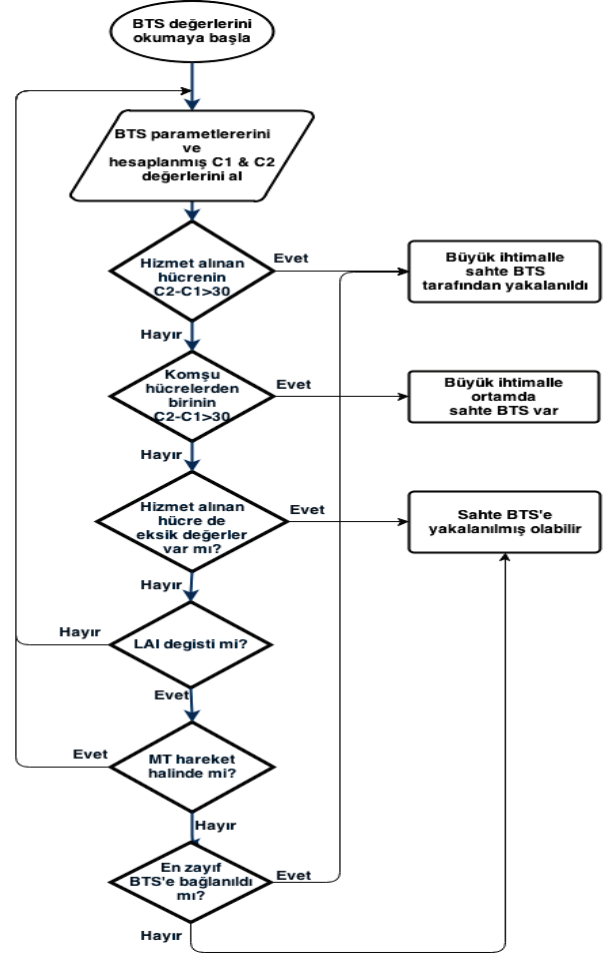 BTS değerlerini
okumaya başla
BTS parametlererini
ve
hesaplanmış C1 & C2
değerlerini al
Hizmet alınan
hücrenin
C2-C1>30
Evet
Büyük ihtimalle
sahte BTS
tarafından yakalanıldı
Hayır
Komşu
hücrelerden
birinin
C2-C1>30
Evet
Büyük ihtimalle
ortamda
sahte BTS var
Hayır
Hizmet alınan
hücre de
eksik değerler
var mı?
Evet
Sahte BTS'e
yakalanılmış olabilir
Hayır
LAI degisti mi?
Hayır
Evet
MT hareket
halinde mi?
Evet
Hayır
En zayıf
BTS'e bağlanıldı
mı?
Evet
Hayır